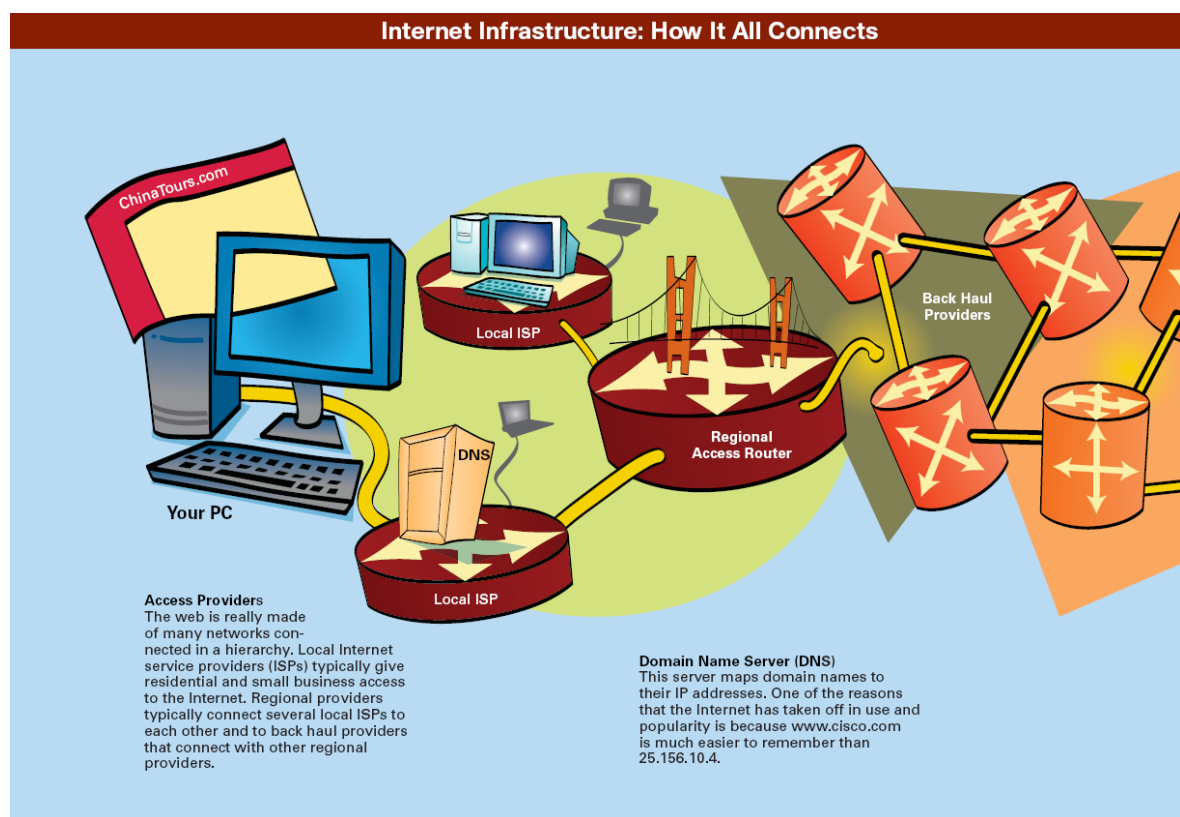 Internet Infrastructure: How It All Connects
ChinaTours.com
Local ISP
Back Haul
Providers
Regional
Access Router
DNS
Your PC
Local ISP
Access Providers
The web is really made
of many networks con-
nected in a hierarchy. Local Internet
service providers (ISPs) typically give
residential and small business access
to the Internet. Regional providers
typically connect several local ISPs to
each other and to back haul providers
that connect with other regional
providers.
Domain Name Server (DNS)
This server maps domain names to
their IP addresses. One of the reasons
that the Internet has taken off in use and
popularity is because www.cisco.com
is much easier to remember than
25.156.10.4.